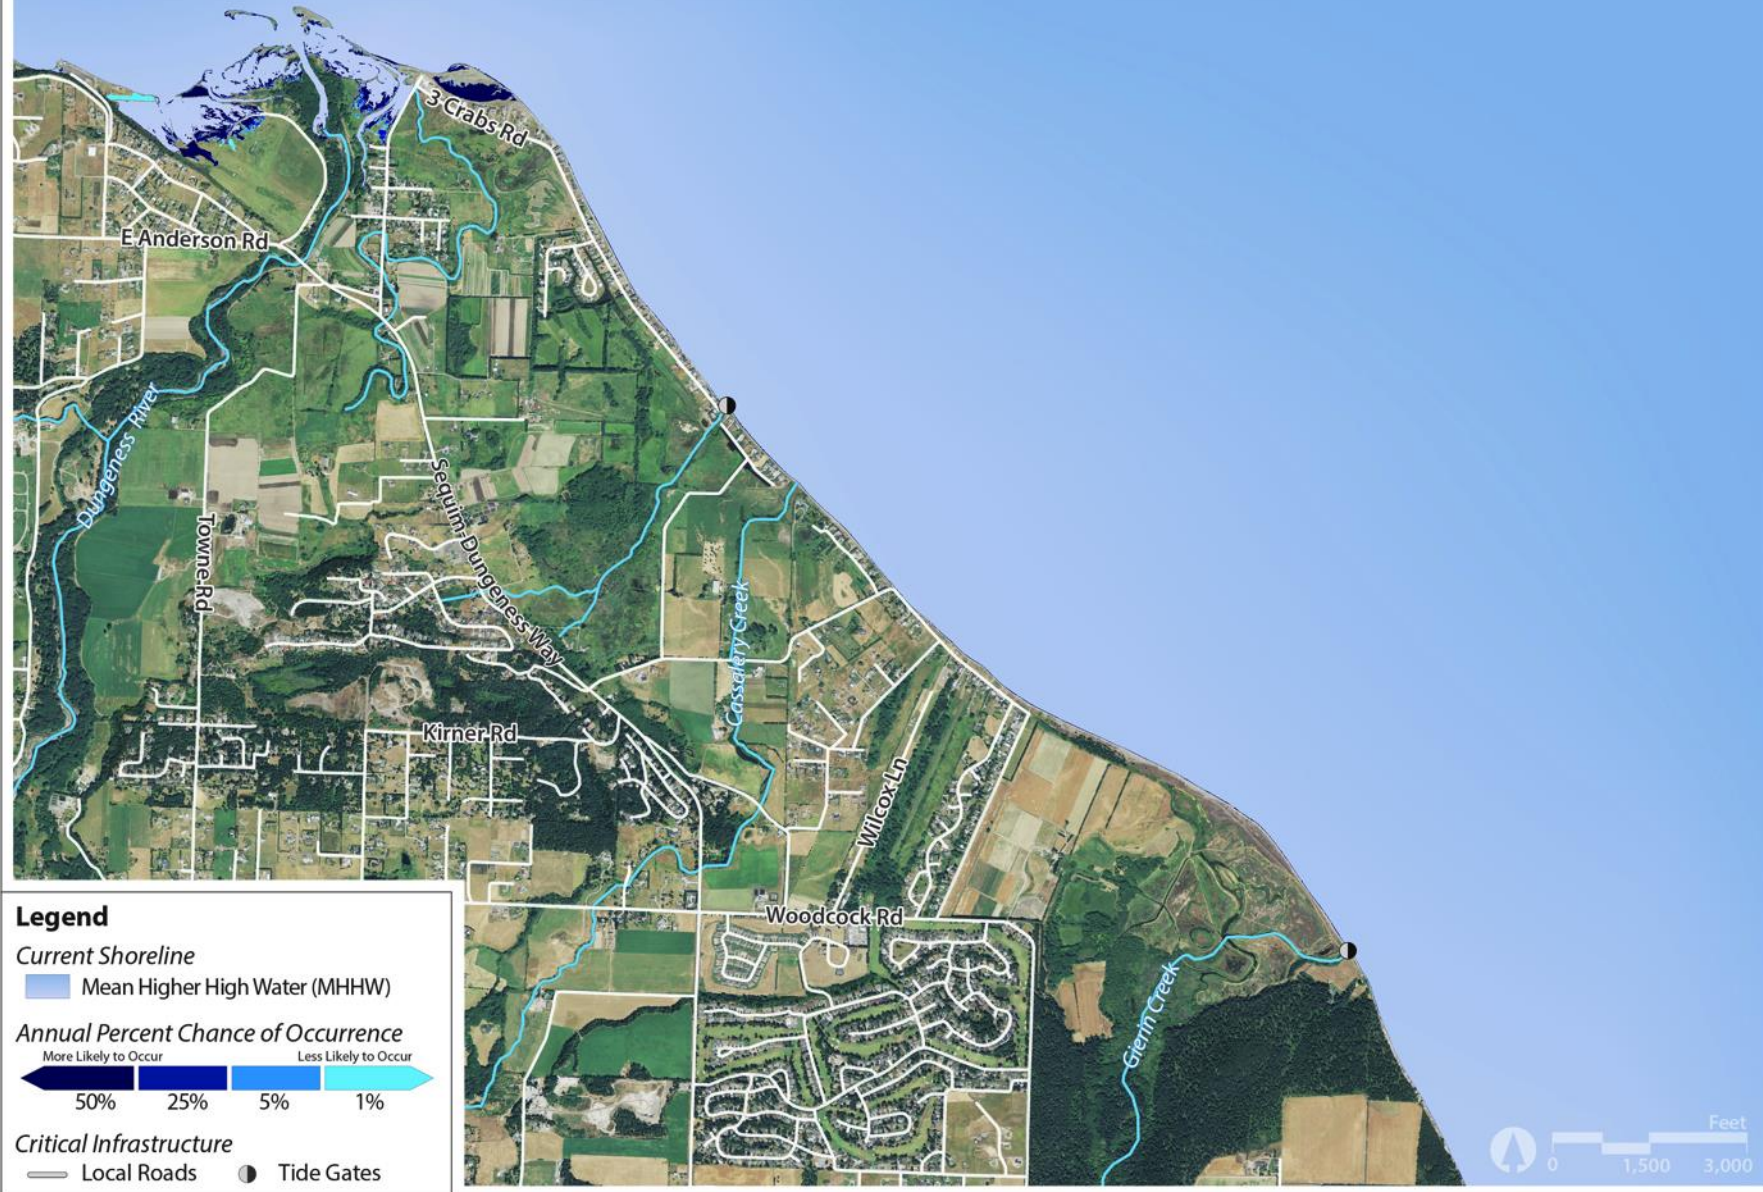 3 Crabs Rd
E Anderson Rd
Dungeness River
Sequim-Dungeness Way
Towne Rd
Cassalery Creek
Kirner Rd
Wilcox Ln
Woodcock Rd
Gierin Creek
Legend
Current Shoreline
Mean Higher High Water (MHHW)
Annual Percent Chance of Occurrence
More Likely to Occur Less Likely to Occur
50% 25% 5% 1%
Critical Infrastructure
Local Roads Tide Gates
Feet
0 1,500 3,000